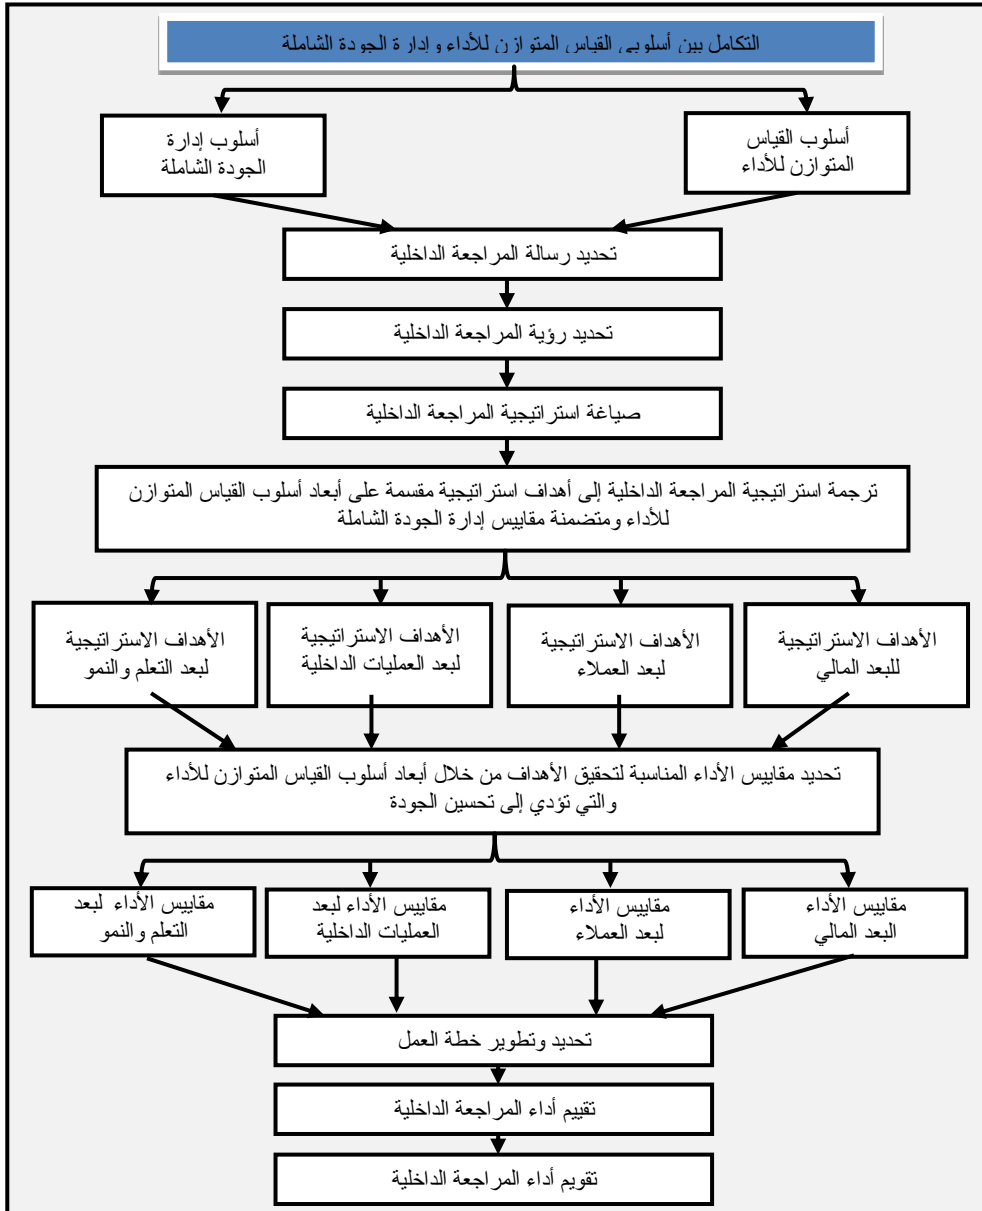 التكامل بين أسلوبي القياس المتوازن للأداء وإدارة الجودة الشاملة
أسلوب القياس
المتوازن للأداء
أسلوب إدارة
الجودة الشاملة
تحديد رسالة المراجعة الداخلية
تحديد رؤية المراجعة الداخلية
صياغة استراتيجية المراجعة الداخلية
ترجمة استراتيجية المراجعة الداخلية إلى أهداف استراتيجية مقسمة على أبعاد أسلوب القياس المتوازن
للأداء ومتضمنة مقاييس إدارة الجودة الشاملة
الأهداف الاستراتيجية
للبعد المالي
الأهداف الاستراتيجية
لبعد العملاء
الأهداف الاستراتيجية
لبعد العمليات الداخلية
الأهداف الاستراتيجية
لبعد التعلم والنمو
تحديد مقاييس الأداء المناسبة لتحقيق الأهداف من خلال أبعاد أسلوب القياس المتوازن للأداء
والتي تؤدي إلى تحسين الجودة
مقاييس الأداء
البعد المالي
مقاييس الأداء
لبعد العملاء
مقاييس الأداء لبعد
العمليات الداخلية
مقاييس الأداء لبعد
التعلم والنمو
تحديد وتطوير خطة العمل
تقييم أداء المراجعة الداخلية
تقويم أداء المراجعة الداخلية